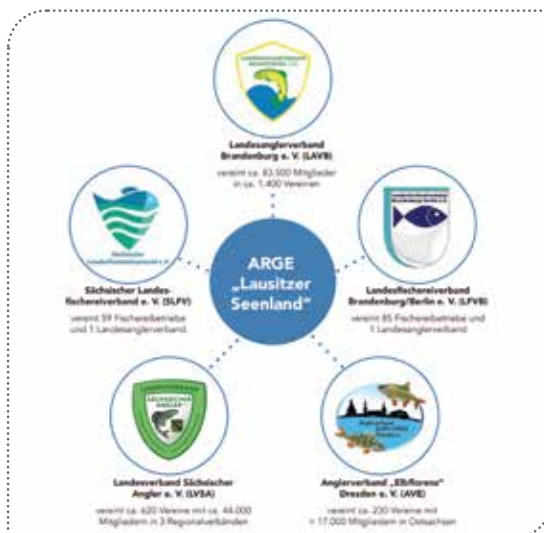 Landesanglerverband
Brandenburg e. V. (LAVB)
vereint ca. 83.500 Mitglieder
in ca. 1.400 Vereinen
Sächsischer Landes-
fischereiverband e. V. (SLFV)
vereint 59 Fischereibetriebe
und 1 Landesanglerverband
ARGE
„Lausitzer
Seenland“
Landesfischereiverband
Brandenburg/Berlin e. V. (LFVB)
vereint 85 Fischereibetriebe und
1 Landesanglerverband
SÄCHSISCHER
ANGLER
Landesverband Sächsischer
Angler e. V. (LVSA)
vereint ca. 620 Vereine mit ca. 44.000
Mitgliedern in 3 Regionalverbänden
Anglerverband „Elbflorenz“
Dresden e. V. (AVE)
vereint ca. 230 Vereine mit
> 17.000 Mitgliedern in Ostsachsen